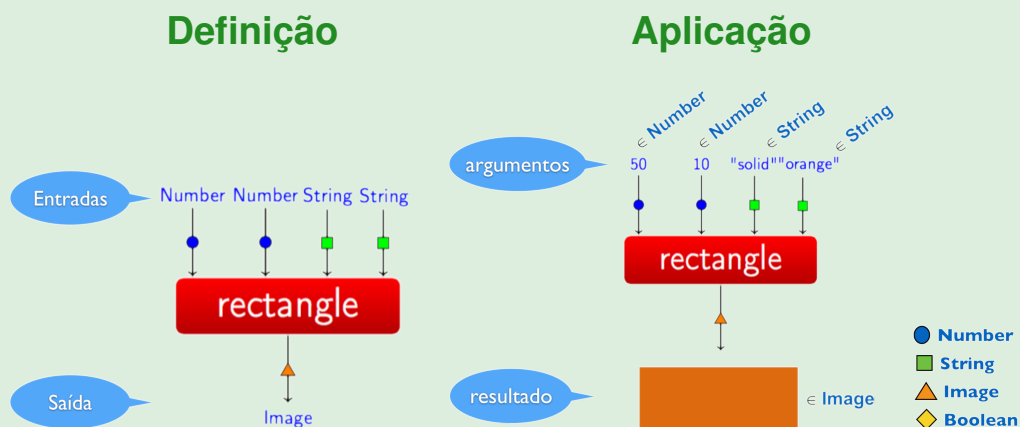 Definição
Entradas
Number Number String String
rectangle
Saída
Image
Aplicação
∈ Number ∈ Number ∈ String ∈ String
argumentos
50 10 "solid" "orange"
rectangle
resultado
∈ Image
Number
String
Image
Boolean